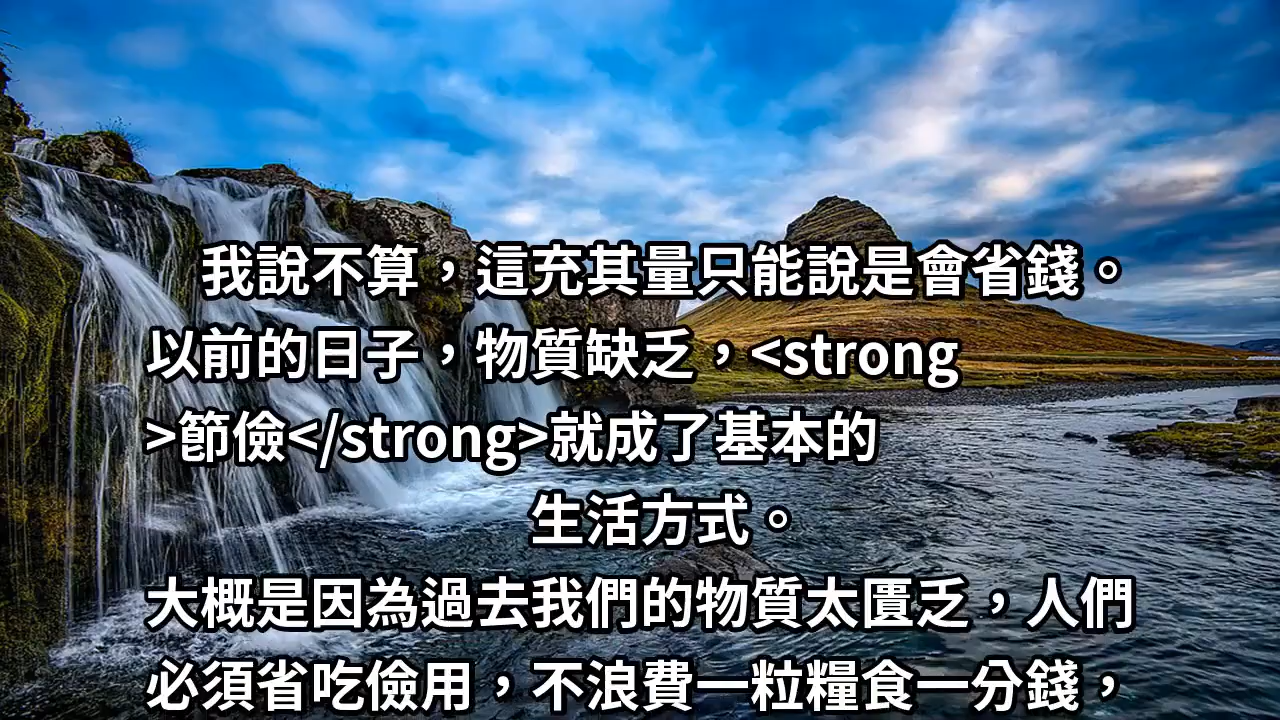 我說不算，這充其量只能說是會省錢。
以前的日子，物質缺乏，<strong
>節儉</strong>就成了基本的
生活方式。
大概是因為過去我們的物質太匱乏，人們
必須省吃儉用，不浪費一粒糧食一分錢，